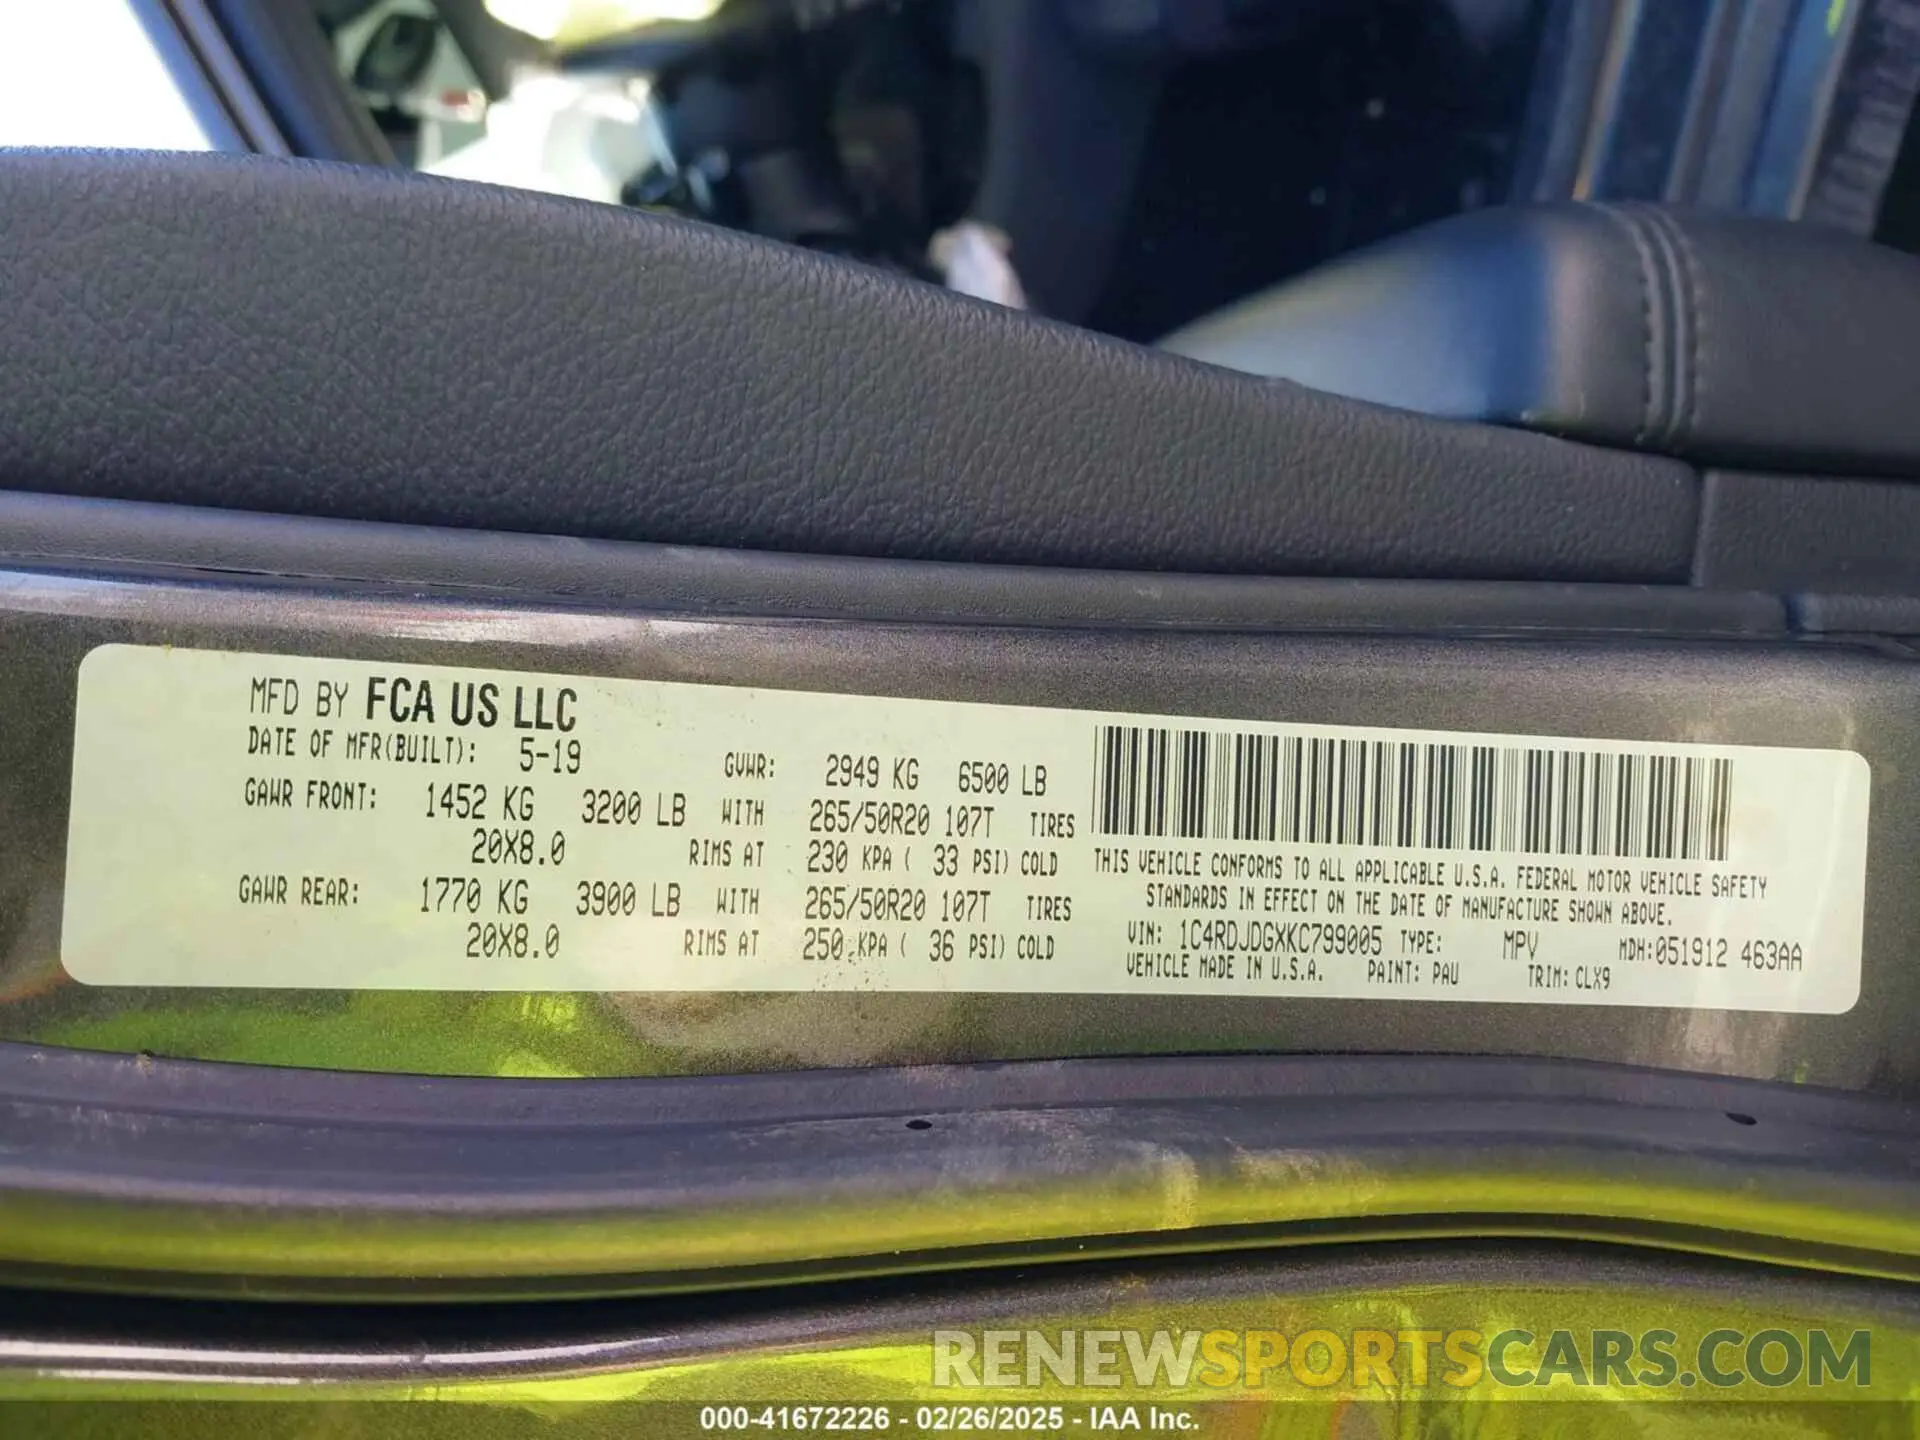 MFD BY FCA US LLC
DATE OF MFR(BUILT): 5-19 GVWR: 2949 KG 6500 LB
GAWR FRONT: 1452 KG 3200 LB WITH 265/50R20 107T TIRES
20X8.0 RIMS AT 230 KPA ( 33 PSI) COLD
GAWR REAR: 1770 KG 3900 LB WITH 265/50R20 107T TIRES
20X8.0 RIMS AT 250 KPA ( 36 PSI) COLD
THIS VEHICLE CONFORMS TO ALL APPLICABLE U.S.A. FEDERAL MOTOR VEHICLE SAFETY
STANDARDS IN EFFECT ON THE DATE OF MANUFACTURE SHOWN ABOVE.
VIN: 1C4RDJDGXKC799005 TYPE: MPV MDH:051912 463AA
VEHICLE MADE IN U.S.A. PAINT: PAU TRIM: CLX9
RENEWSPORTSCARS.COM
000-41672226 - 02/26/2025 - IAA Inc.